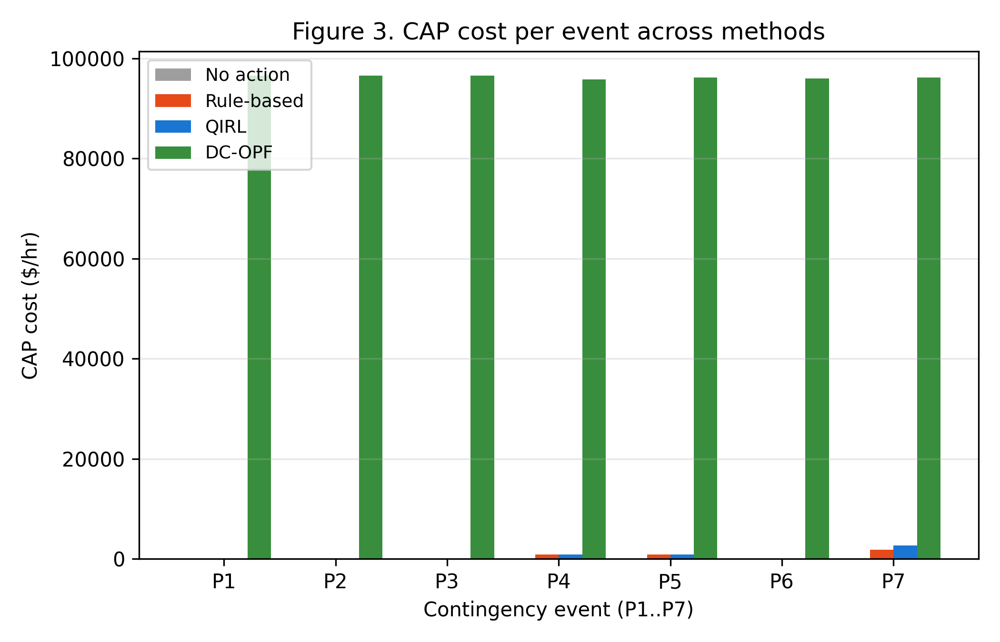 Figure 3. CAP cost per event across methods
100000
80000
60000
40000
20000
0
CAP cost ($/hr)
No action
Rule-based
QIRL
DC-OPF
P1 P2 P3 P4 P5 P6 P7
Contingency event (P1..P7)